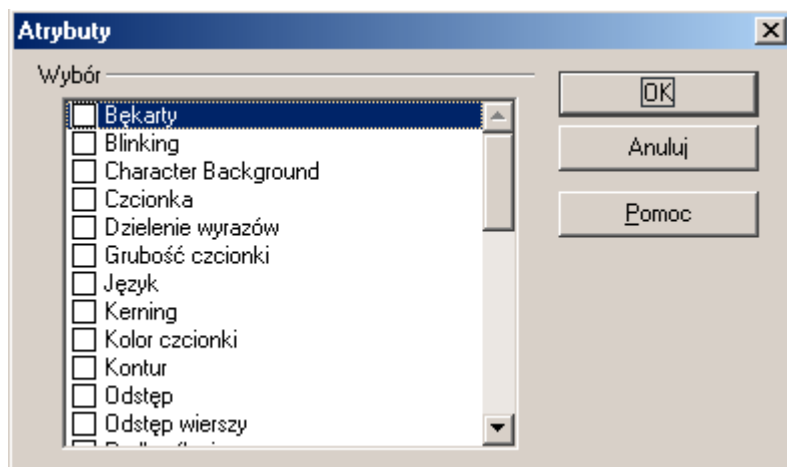 Atrybuty
Wybór
Bękarty
Blinking
Character Background
Czcionka
Dzielenie wyrazów
Grubość czcionki
Język
Kerning
Kolor czcionki
Kontur
Odstęp
Odstęp wierszy
OK
Anuluj
Pomoc